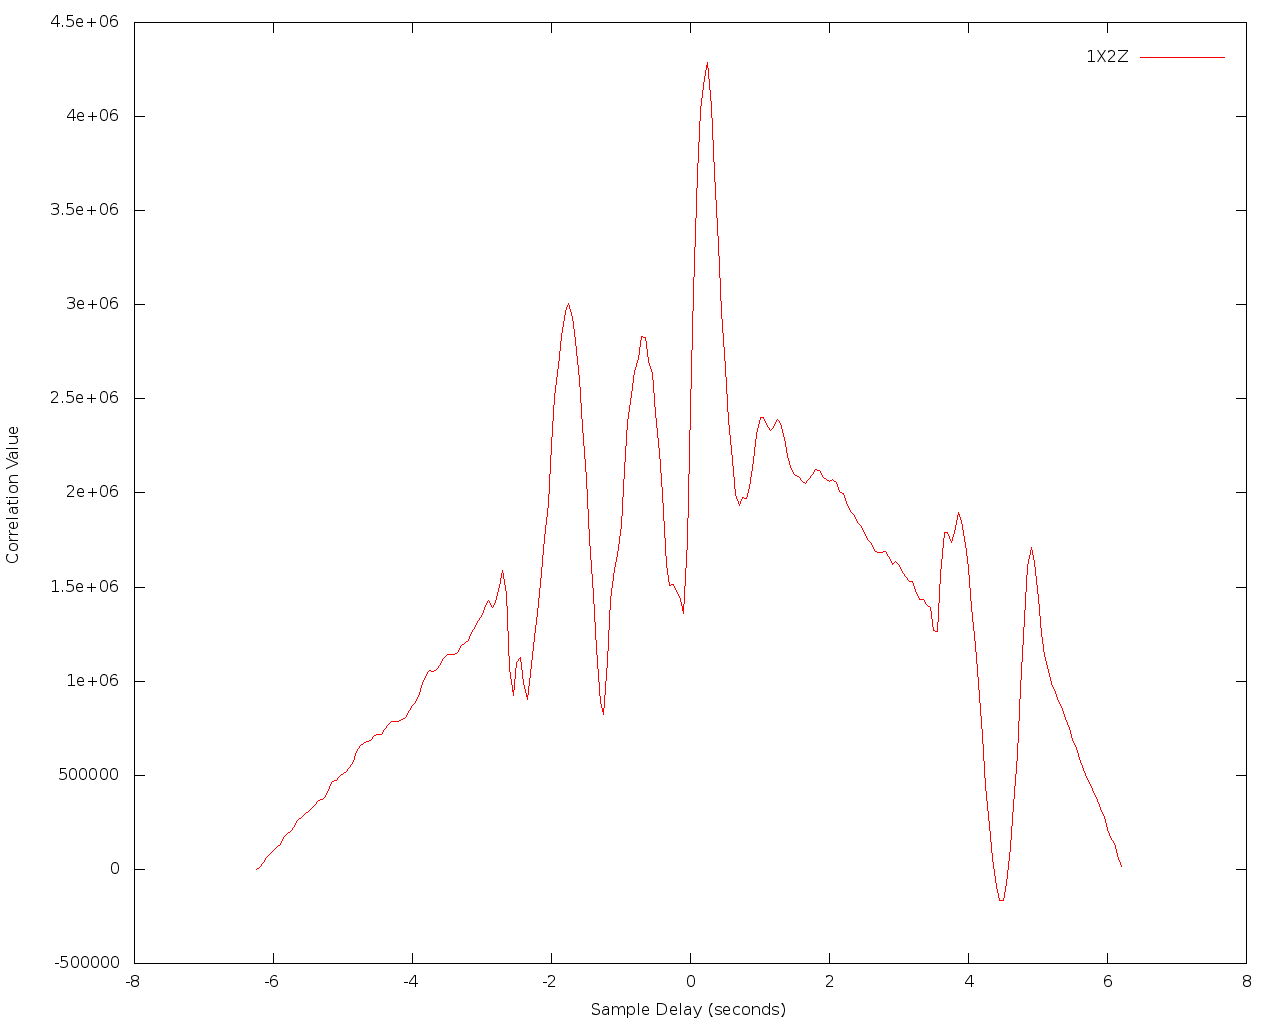 4.5e+06
4e+06
3.5e+06
3e+06
2.5e+06
2e+06
1.5e+06
1e+06
500000
0
-500000
-8 -6 -4 -2 0 2 4 6 8
Correlation Value
Sample Delay (seconds)
1X2Z